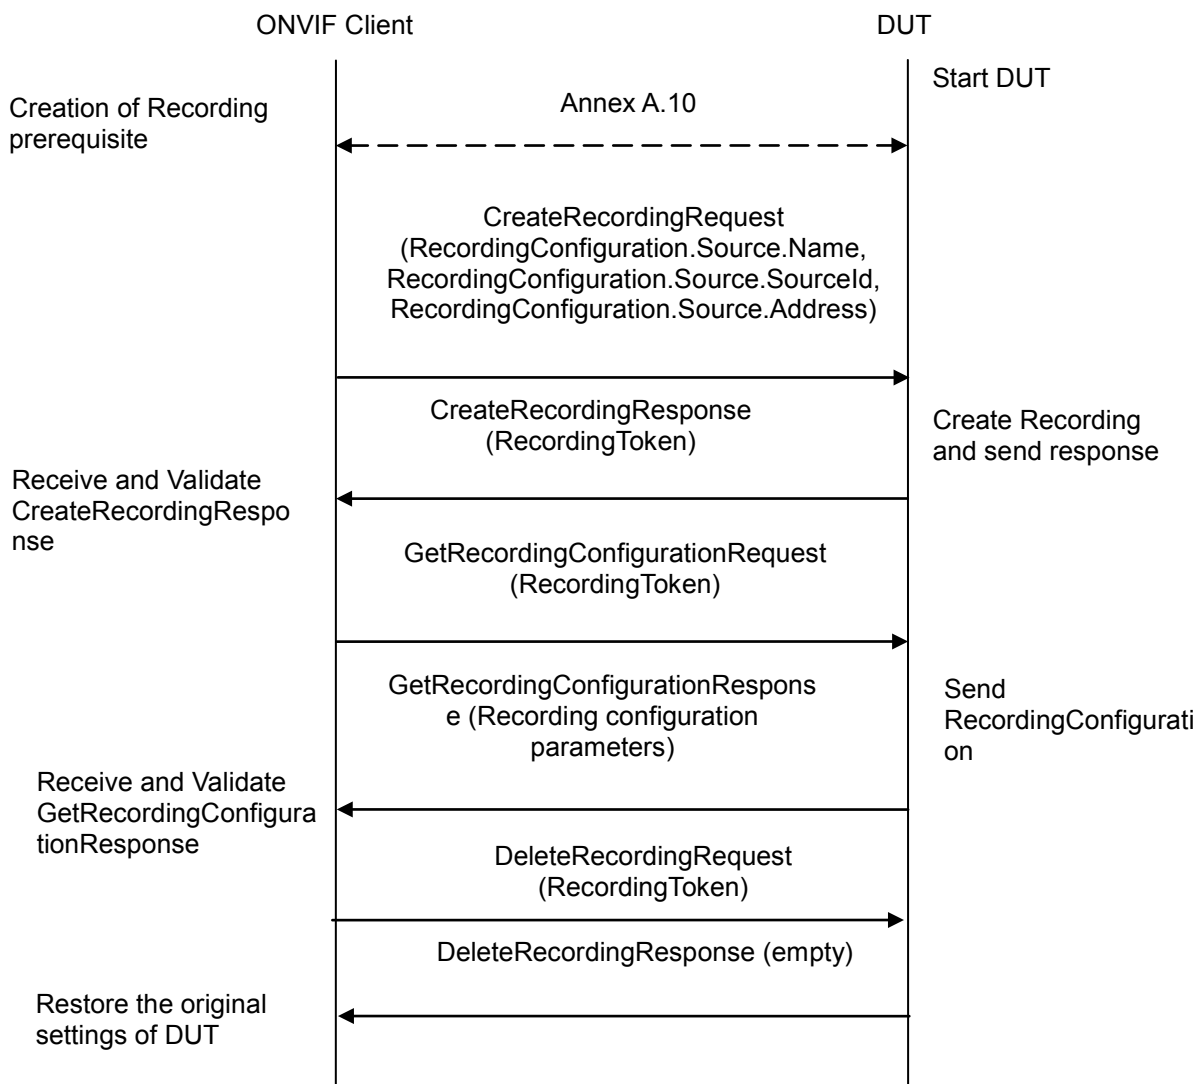 ONVIF Client
DUT
Start DUT
Creation of Recording
prerequisite
Annex A.10
CreateRecordingRequest
(RecordingConfiguration.Source.Name,
RecordingConfiguration.Source.SourceId,
RecordingConfiguration.Source.Address)
CreateRecordingResponse
(RecordingToken)
Create Recording
and send response
Receive and Validate
CreateRecordingRespo
nse
GetRecordingConfigurationRequest
(RecordingToken)
GetRecordingConfigurationRespons
e (Recording configuration
parameters)
Send
RecordingConfigurati
on
Receive and Validate
GetRecordingConfigura
tionResponse
DeleteRecordingRequest
(RecordingToken)
DeleteRecordingResponse (empty)
Restore the original
settings of DUT